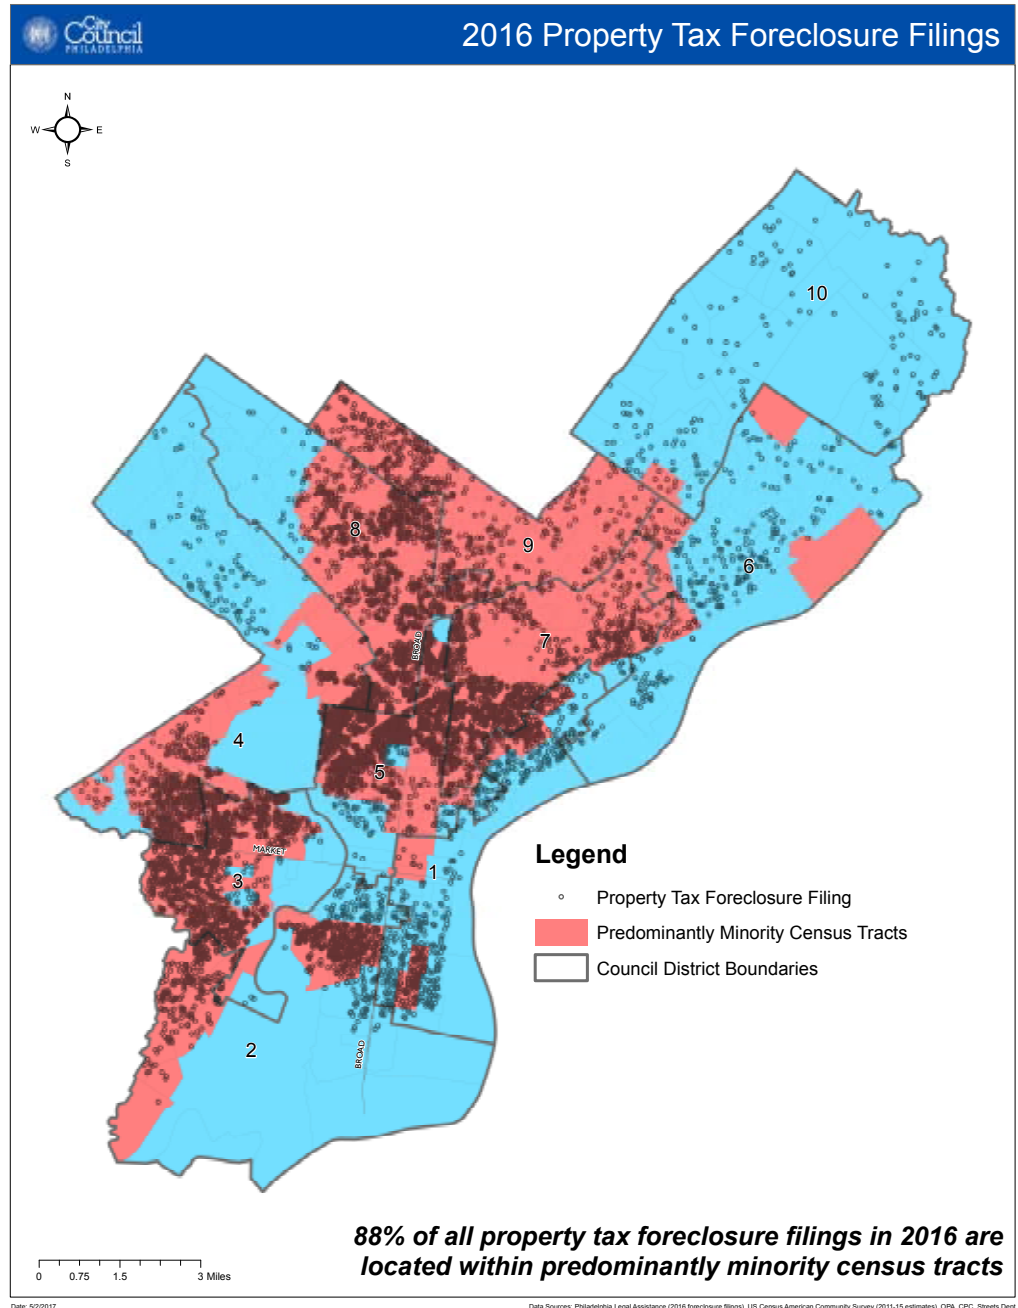 City
Council
PHILADELPHIA
2016 Property Tax Foreclosure Filings
N
W
E
S
10
8
9
6
7
BROAD
4
5
MARKET
1
3
2
BROAD
Legend
Property Tax Foreclosure Filing
Predominantly Minority Census Tracts
Council District Boundaries
88% of all property tax foreclosure filings in 2016 are
located within predominantly minority census tracts
0 0.75 1.5 3 Miles
Date: 5/2/2017
Data Sources: Philadelphia Legal Assistance (2016 foreclosure filings), US Census American Community Survey (2011-15 estimates), OPA, CPC, Streets Dept